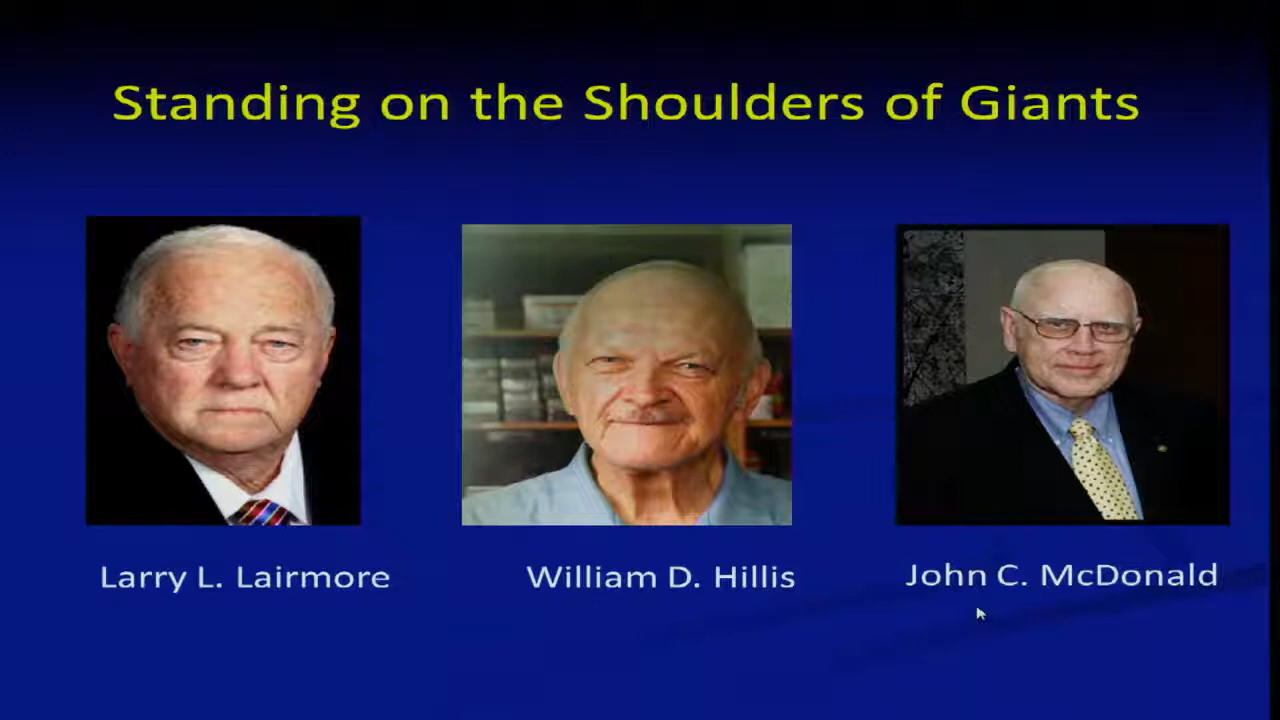 Standing on the Shoulders of Giants
Larry L. Lairmore
William D. Hillis
John C. McDonald